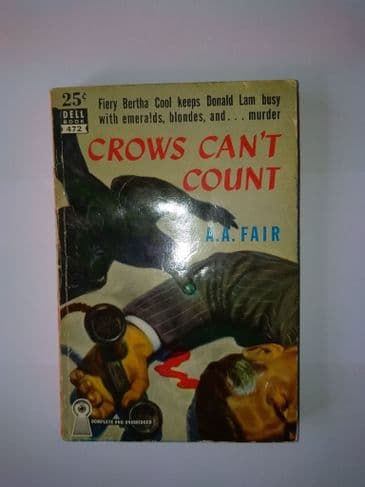 25¢
DELL
BOOK
472
Fiery Bertha Cool keeps Donald Lam busy
with emeralds, blondes, and... murder
CROWS CAN'T
COUNT
A.A. FAIR
COMPLETE AND UNABRIDGED